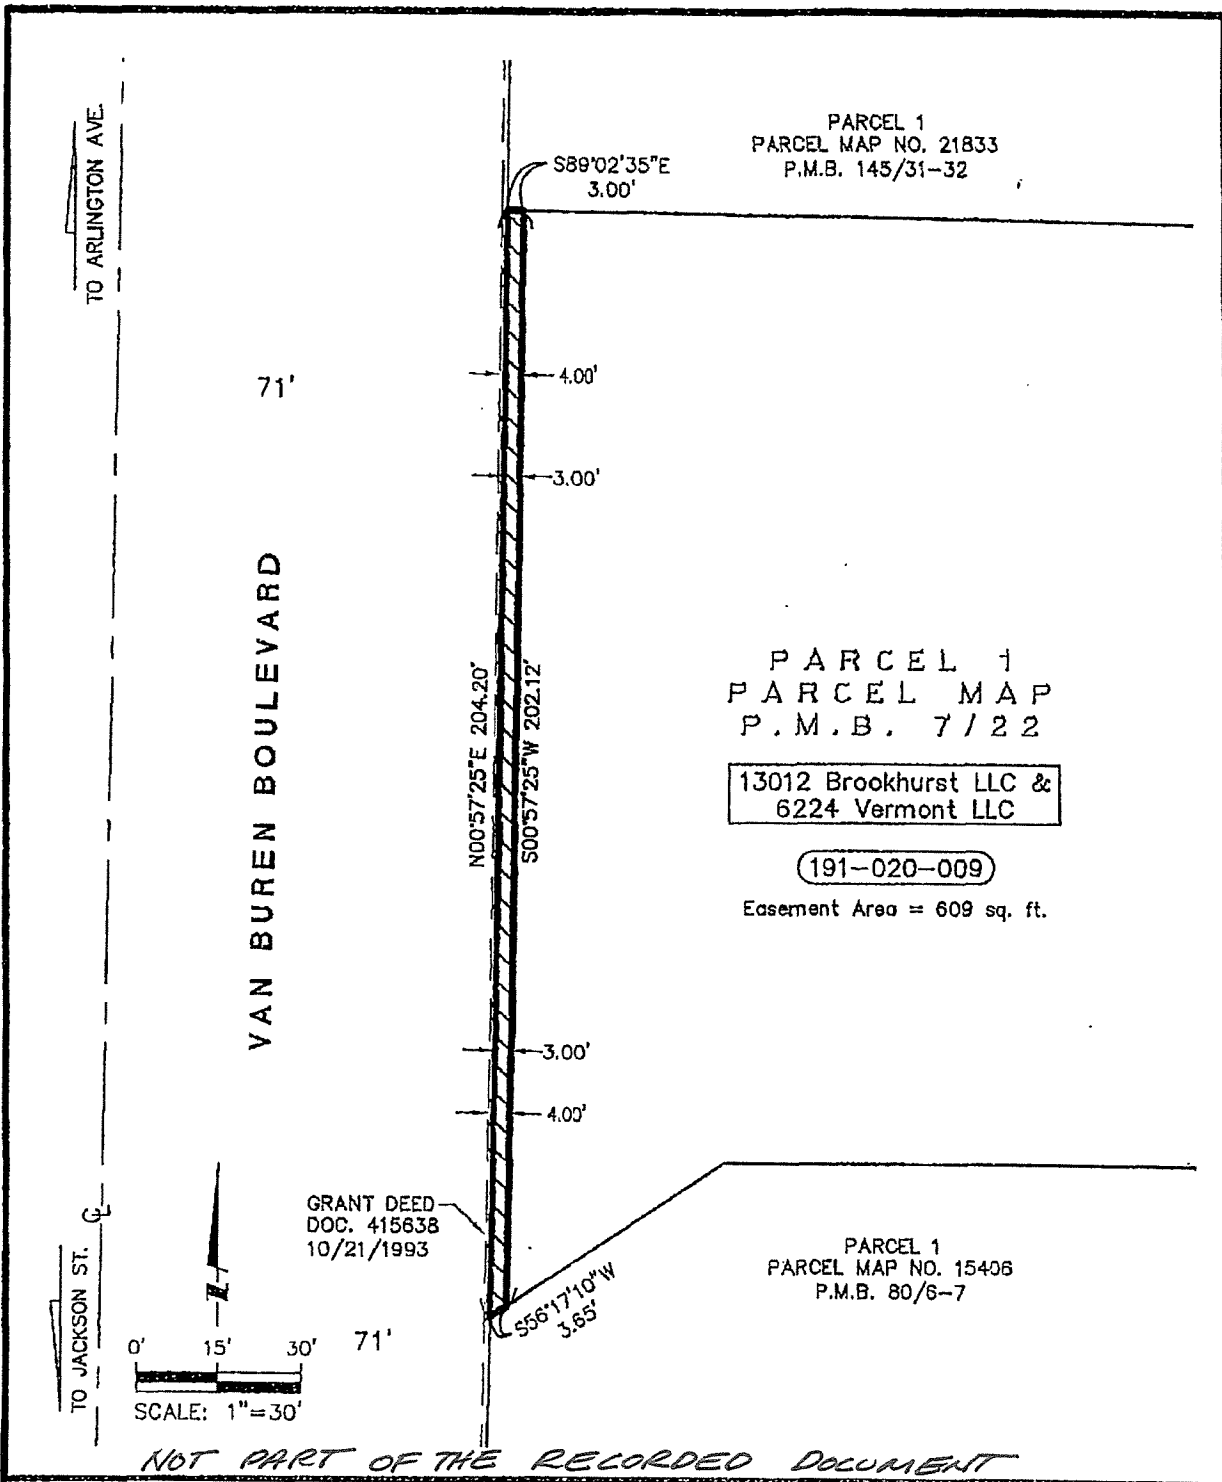 TO ARLINGTON AVE.
PARCEL 1
PARCEL MAP NO. 21833
P.M.B. 145/31-32
S89°02'35"E
3.00'
71'
4.00'
3.00'
VAN BUREN BOULEVARD
N00°57'25"E 204.20'
S00°57'25"W 202.12'
PARCEL 1
PARCEL MAP
P.M.B. 7/22
13012 Brookhurst LLC &
6224 Vermont LLC
191-020-009
Easement Area = 609 sq. ft.
3.00'
4.00'
GRANT DEED
DOC. 415638
10/21/1993
PARCEL 1
PARCEL MAP NO. 15406
P.M.B. 80/6-7
S56°17'10"W
3.65'
TO JACKSON ST.
CL
N
0' 15' 30'
71'
SCALE: 1"=30'
NOT PART OF THE RECORDED DOCUMENT